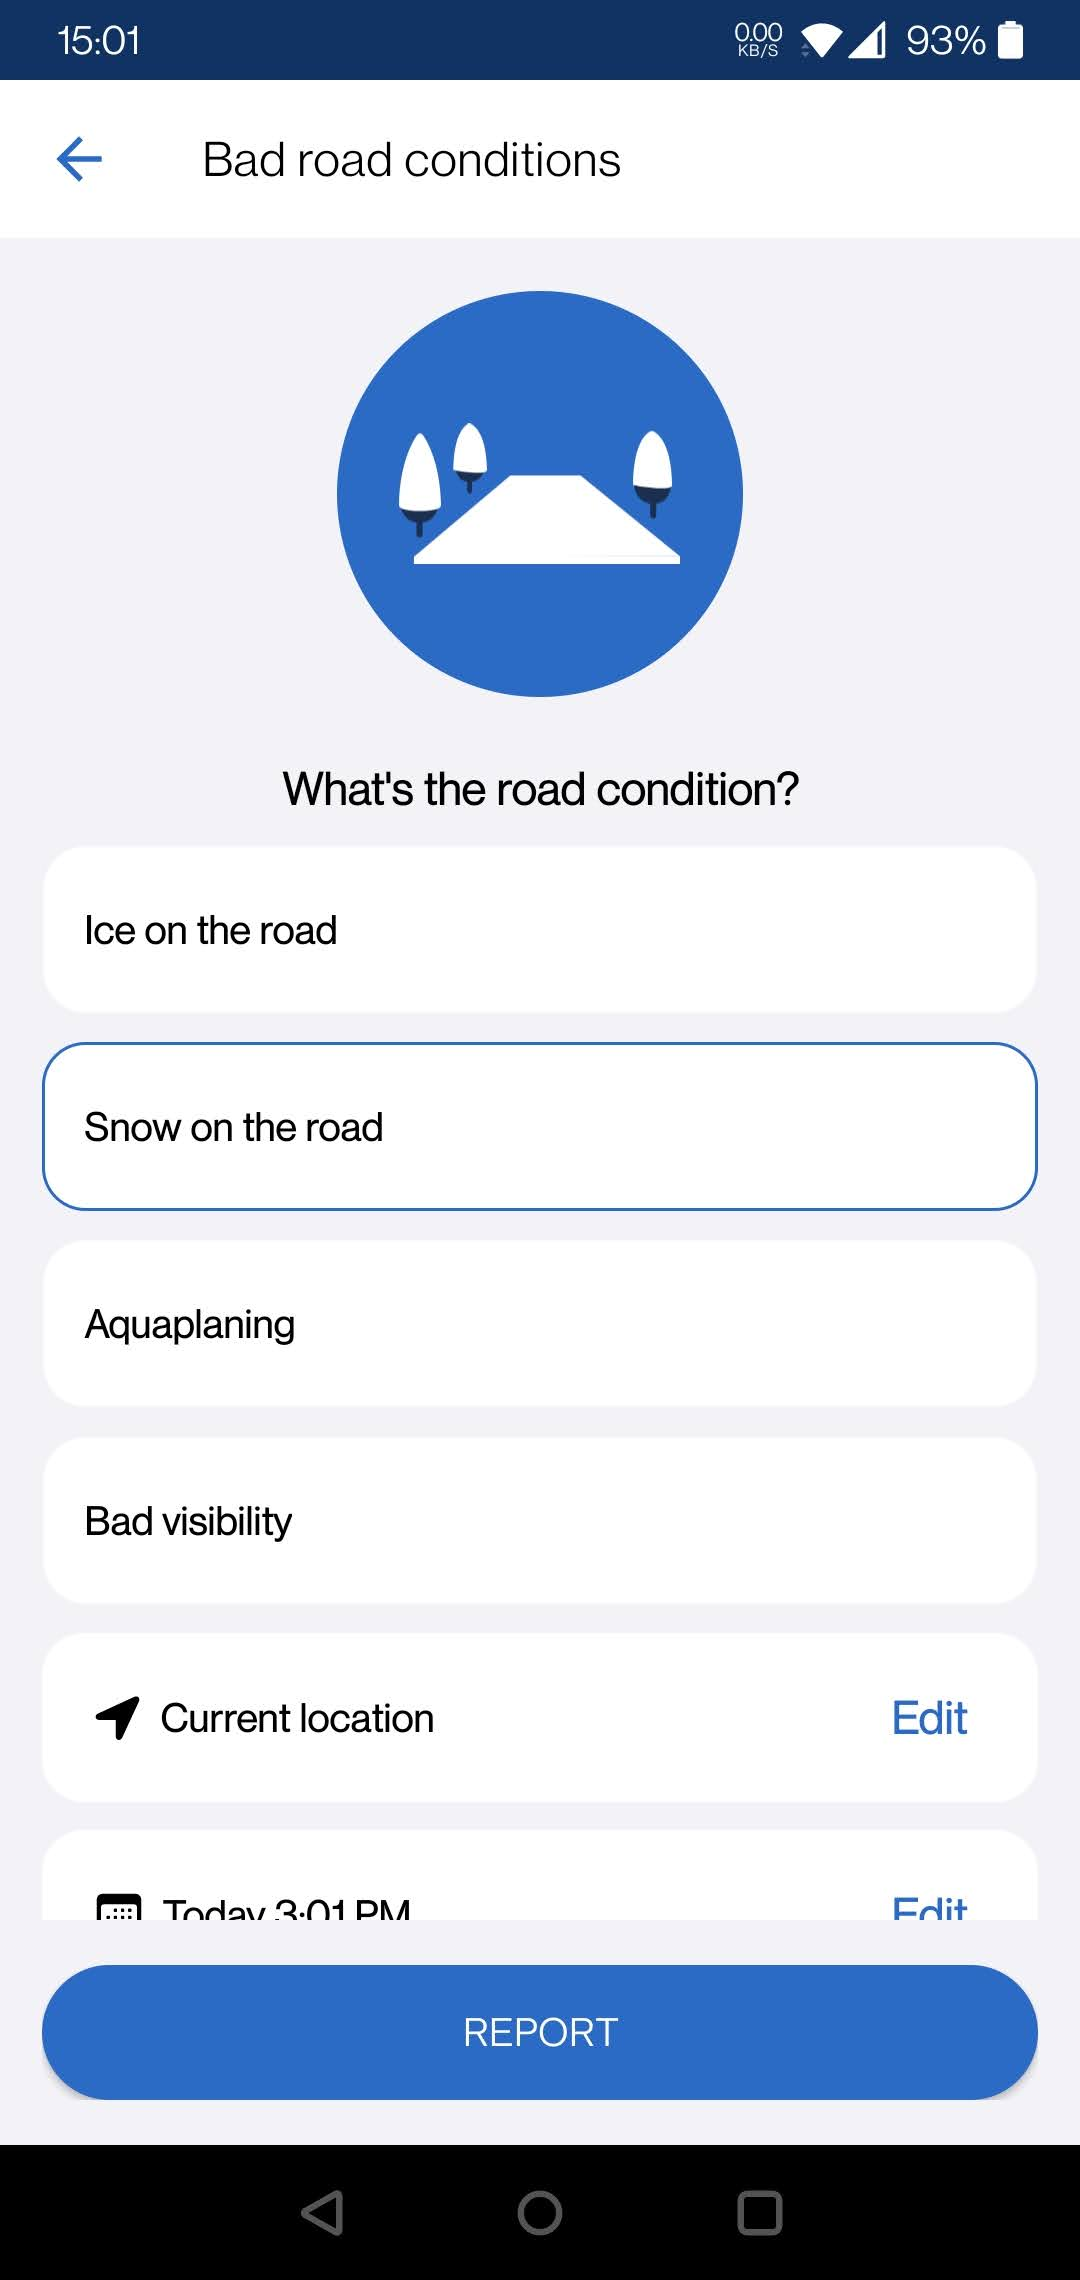 15:01
0.00
KB/S
93%
Bad road conditions
What's the road condition?
Ice on the road
Snow on the road
Aquaplaning
Bad visibility
Current location
Edit
Today 3:01 PM
Edit
REPORT